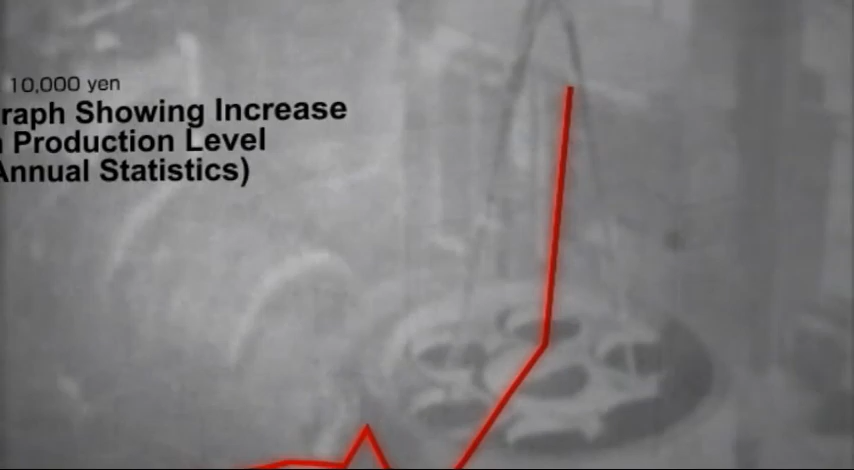 10,000 yen
raph Showing Increase
Production Level
Annual Statistics)